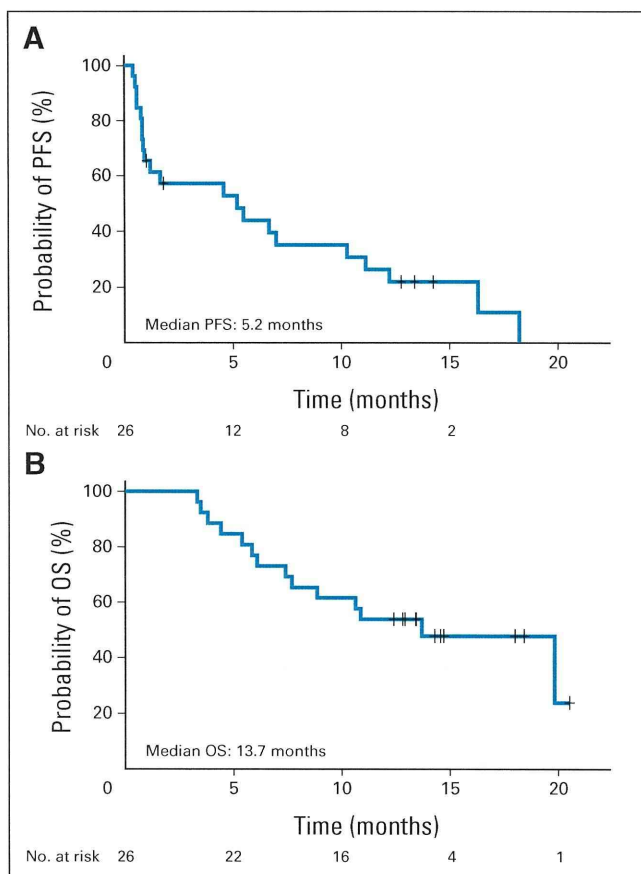 A
Probability of PFS (%)
100
80
60
40
20
0
Median PFS: 5.2 months
5
10
15
20
Time (months)
No. at risk 26 12 8 2
B
Probability of OS (%)
100
80
60
40
20
0
Median OS: 13.7 months
5
10
15
20
Time (months)
No. at risk 26 22 16 4 1